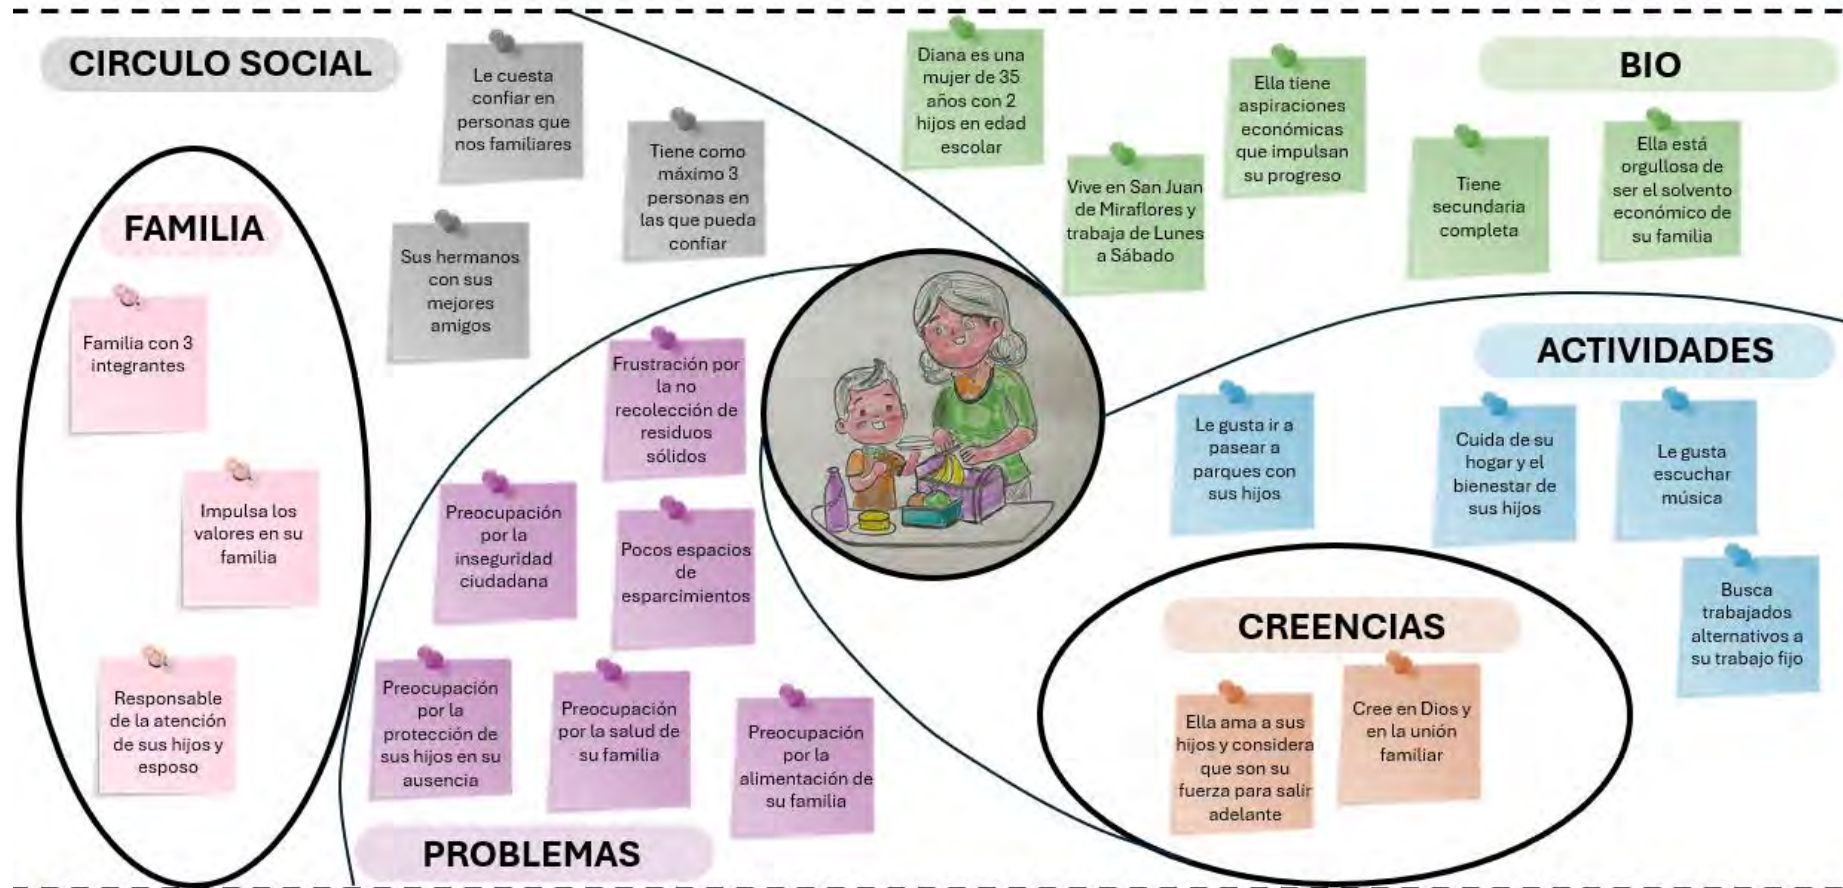 CIRCULO SOCIAL
Le cuesta
confiar en
personas que
nos familiares
Tiene como
máximo 3
personas en
las que pueda
confiar
Sus hermanos
con sus
mejores
amigos
FAMILIA
Familia con 3
integrantes
Impulsa los
valores en su
familia
Responsable
de la atención
de sus hijos y
esposo
BIO
Diana es una
mujer de 35
años con 2
hijos en edad
escolar
Vive en San Juan
de Miraflores y
trabaja de Lunes
a Sábado
Ella tiene
aspiraciones
económicas
que impulsan
su progreso
Tiene
secundaria
completa
Ella está
orgullosa de
ser el solvento
económico de
su familia
ACTIVIDADES
Le gusta ir a
pasear a
parques con
sus hijos
Cuida de su
hogar y el
bienestar de
sus hijos
Le gusta
escuchar
música
Busca
trabajados
alternativos a
su trabajo fijo
CREENCIAS
Ella ama a sus
hijos y considera
que son su
fuerza para salir
adelante
Cree en Dios y
en la unión
familiar
Frustración por
la no
recolección de
residuos
sólidos
Preocupación
por la
inseguridad
ciudadana
Pocos espacios
de
esparcimientos
Preocupación
por la
protección de
sus hijos en su
ausencia
Preocupación
por la salud de
su familia
Preocupación
por la
alimentación de
su familia
PROBLEMAS